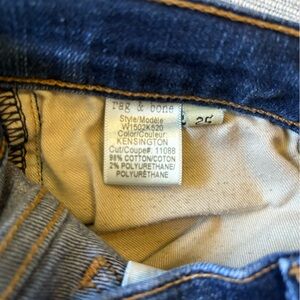 rag & bone
Style/Modèle
W1502K520
Color/Couleur:
KENSINGTON
Cut/Coupe#: 11088
98% COTTON/COTON
2% POLYURETHANE/
POLYURÉTHANE
25